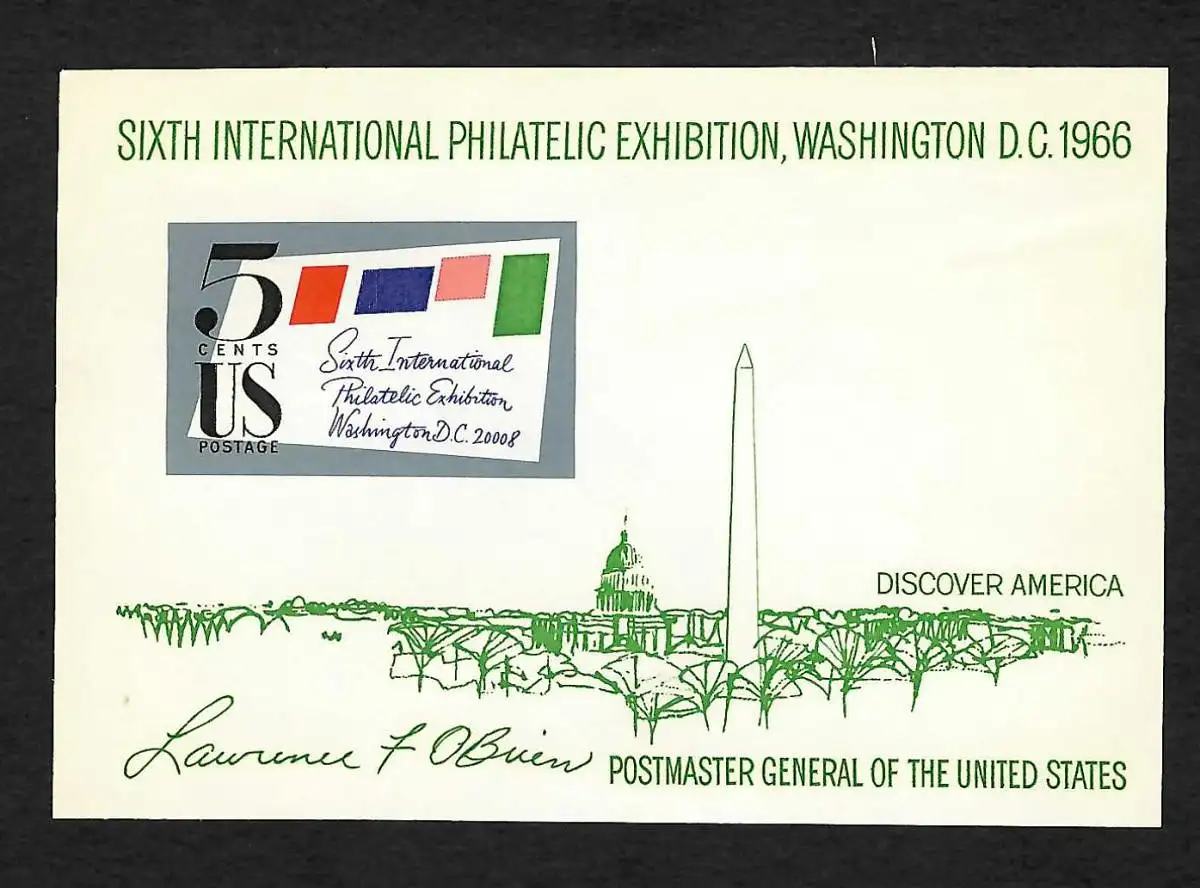 SIXTH INTERNATIONAL PHILATELIC EXHIBITION, WASHINGTON D.C. 1966
5
CENTS
US
POSTAGE
Sixth International
Philatelic Exhibition
Washington D.C. 20008
DISCOVER AMERICA
Lawrence F O'Brien
POSTMASTER GENERAL OF THE UNITED STATES